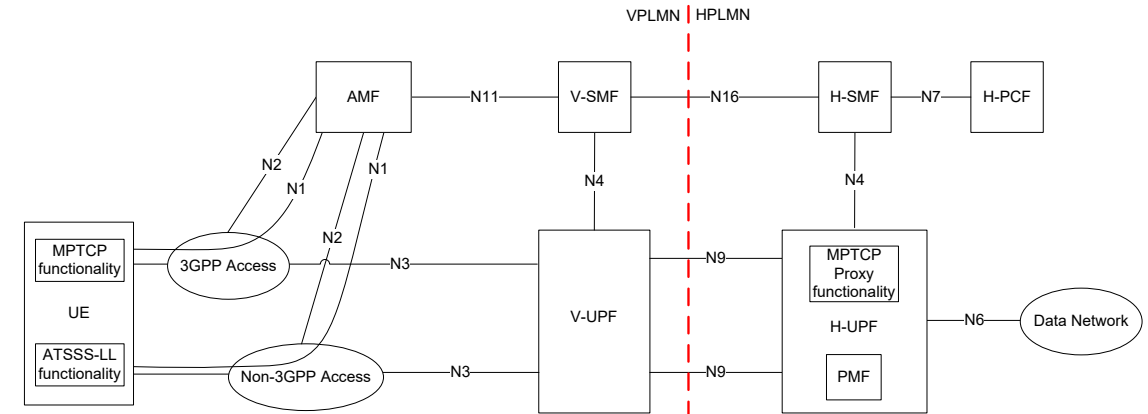 VPLMN
HPLMN
AMF
N11
V-SMF
N16
H-SMF
N7
H-PCF
N2
N1
N2
N1
N4
N4
MPTCP
functionality
UE
ATSSS-LL
functionality
3GPP Access
Non-3GPP Access
N3
N3
V-UPF
N9
N9
MPTCP
Proxy
functionality
H-UPF
PMF
N6
Data Network